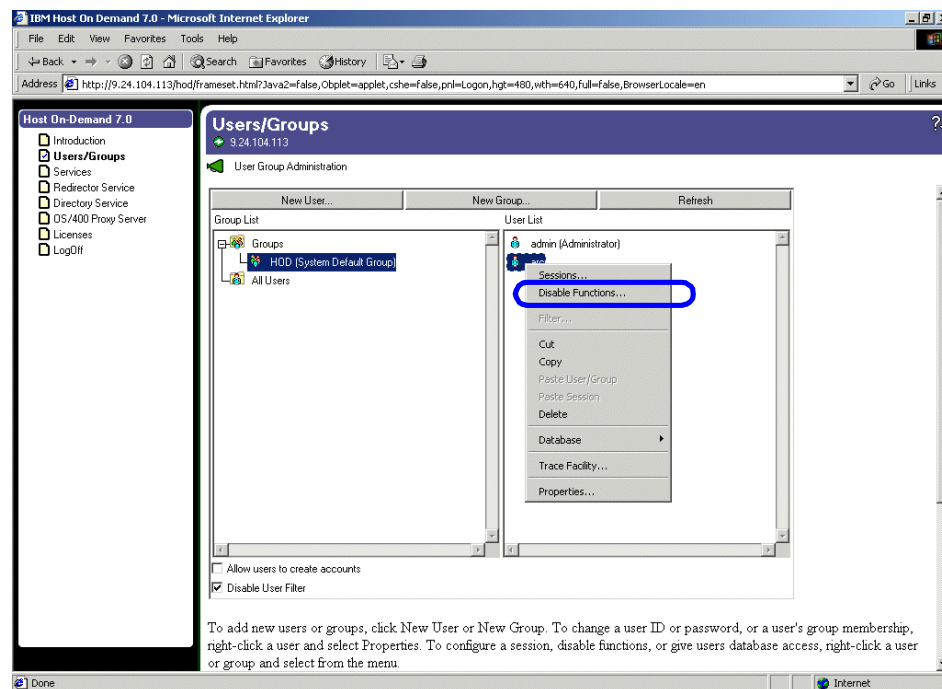 IBM Host On Demand 7.0 - Microsoft Internet Explorer
File Edit View Favorites Tools Help
Back Search Favorites History
Address http://9.24.104.113/hod/frameset.html?Java2=false,Obplet=applet,cshe=false,pnl=Logon,hgt=480,wth=640,full=false,BrowserLocale=en Go Links
Host On-Demand 7.0
Introduction
Users/Groups
Services
Redirector Service
Directory Service
OS/400 Proxy Server
Licenses
LogOff
Users/Groups
9.24.104.113
?
User Group Administration
New User... New Group... Refresh
Group List User List
Groups
HOD (System Default Group)
All Users
admin (Administrator)
Sessions...
Disable Functions...
Filter...
Cut
Copy
Paste User/Group
Paste Session
Delete
Database
Trace Facility...
Properties...
Allow users to create accounts
Disable User Filter
To add new users or groups, click New User or New Group. To change a user ID or password, or a user's group membership,
right-click a user and select Properties. To configure a session, disable functions, or give users database access, right-click a user
or group and select from the menu.
Done Internet